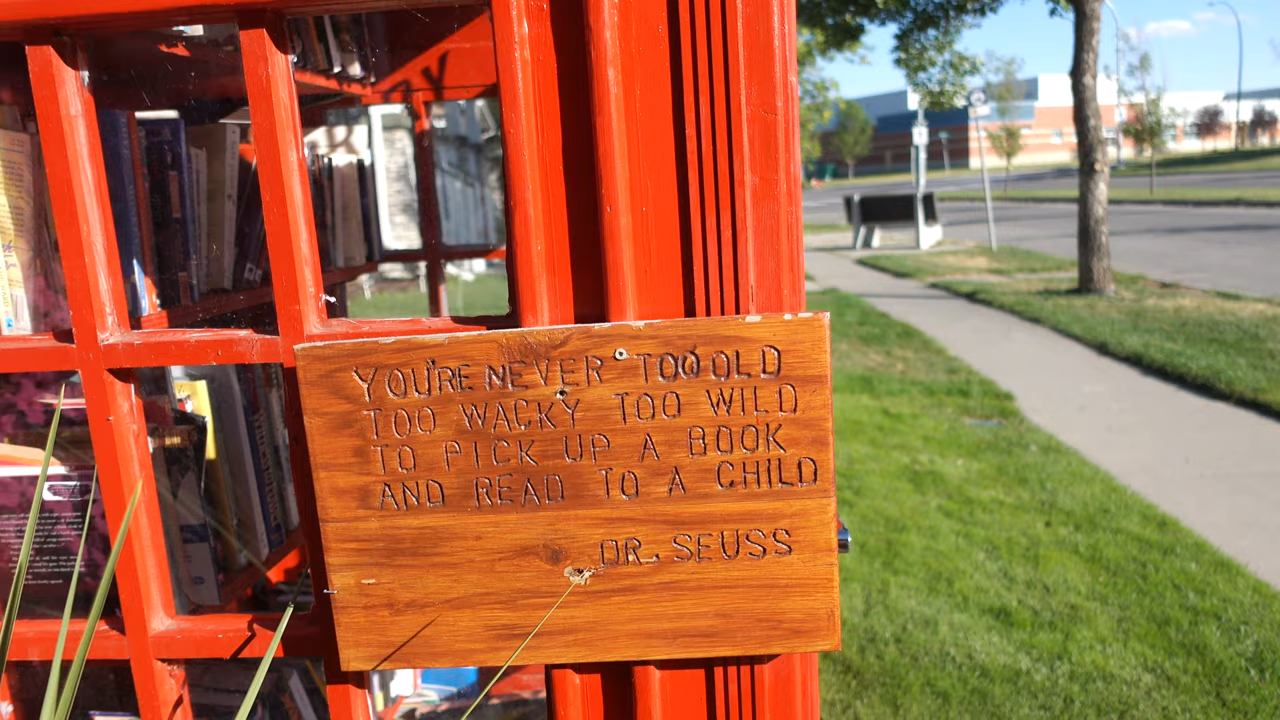 YOU'RE NEVER TOO OLD
TOO WACKY TOO WILD
TO PICK UP A BOOK
AND READ TO A CHILD
DR. SEUSS